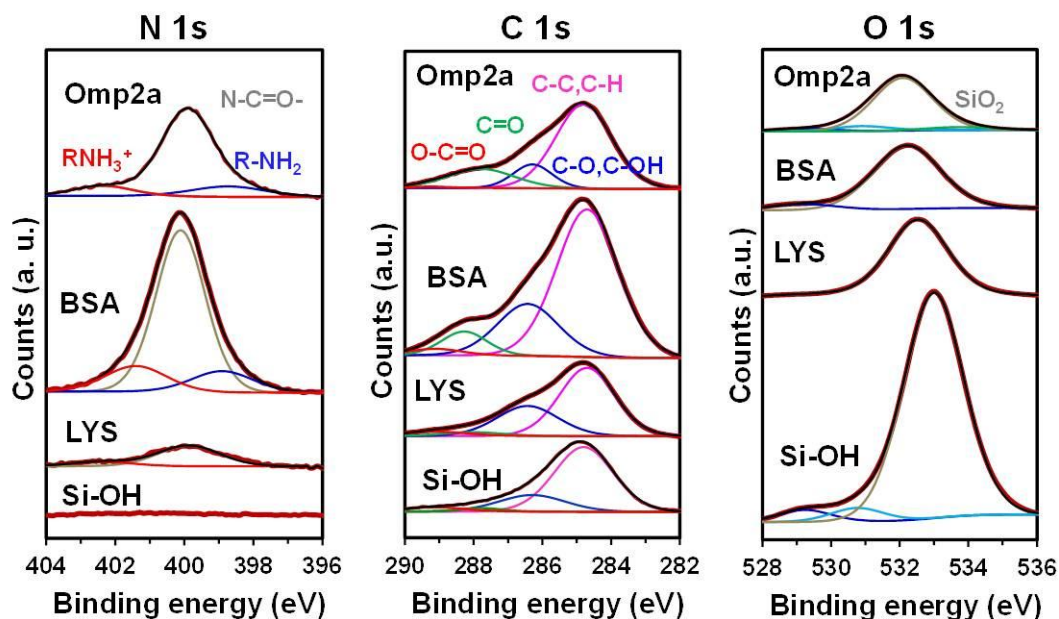 N 1s
Omp2a
N-C=O-
RNH₃⁺
R-NH₂
BSA
LYS
Si-OH
Counts (a. u.)
404 402 400 398 396
Binding energy (eV)
C 1s
Omp2a
C-C,C-H
C=O
O-C=O
C-O,C-OH
BSA
LYS
Si-OH
Counts (a.u.)
290 288 286 284 282
Binding energy (eV)
O 1s
Omp2a
SiO₂
BSA
LYS
Si-OH
Counts (a.u.)
528 530 532 534 536
Binding energy (eV)